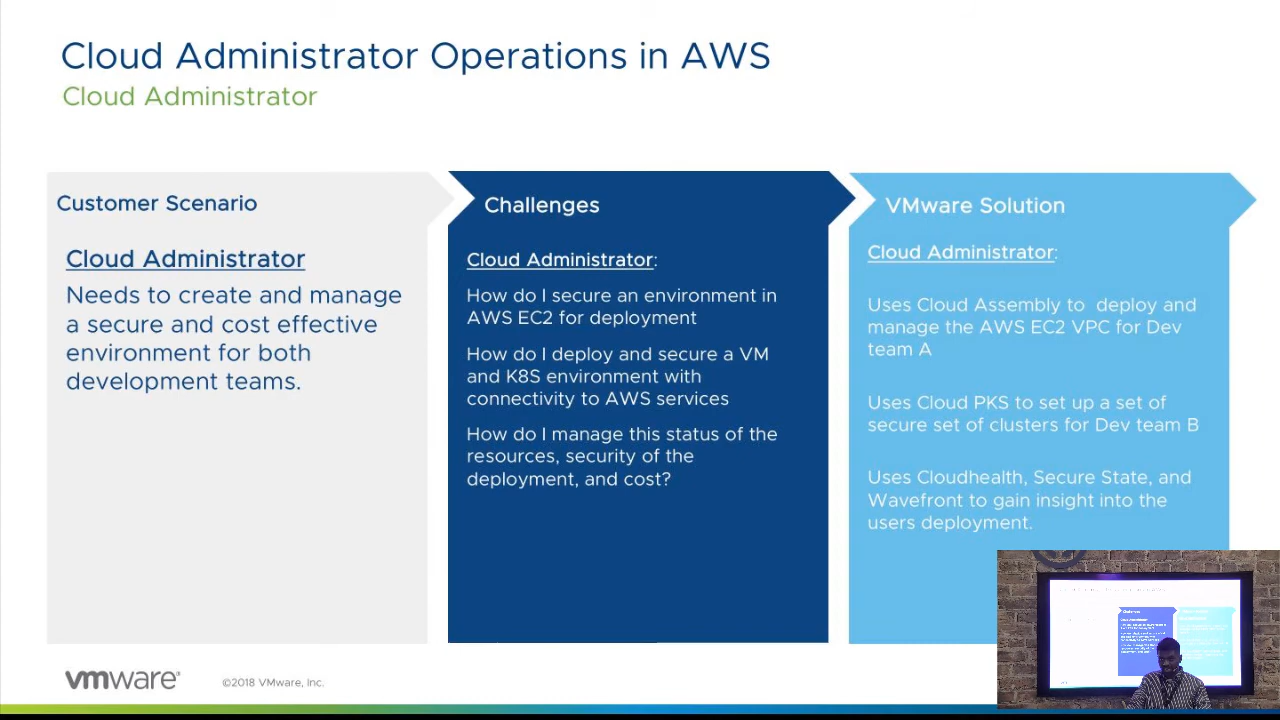 Cloud Administrator Operations in AWS
Cloud Administrator
Customer Scenario
Cloud Administrator
Needs to create and manage
a secure and cost effective
environment for both
development teams.
Challenges
Cloud Administrator:
How do I secure an environment in
AWS EC2 for deployment
How do I deploy and secure a VM
and K8S environment with
connectivity to AWS services
How do I manage this status of the
resources, security of the
deployment, and cost?
VMware Solution
Cloud Administrator:
Uses Cloud Assembly to deploy and
manage the AWS EC2 VPC for Dev
team A
Uses Cloud PKS to set up a set of
secure set of clusters for Dev team B
Uses Cloudhealth, Secure State, and
Wavefront to gain insight into the
users deployment.
vmware®
©2018 VMware, Inc.
Challenges